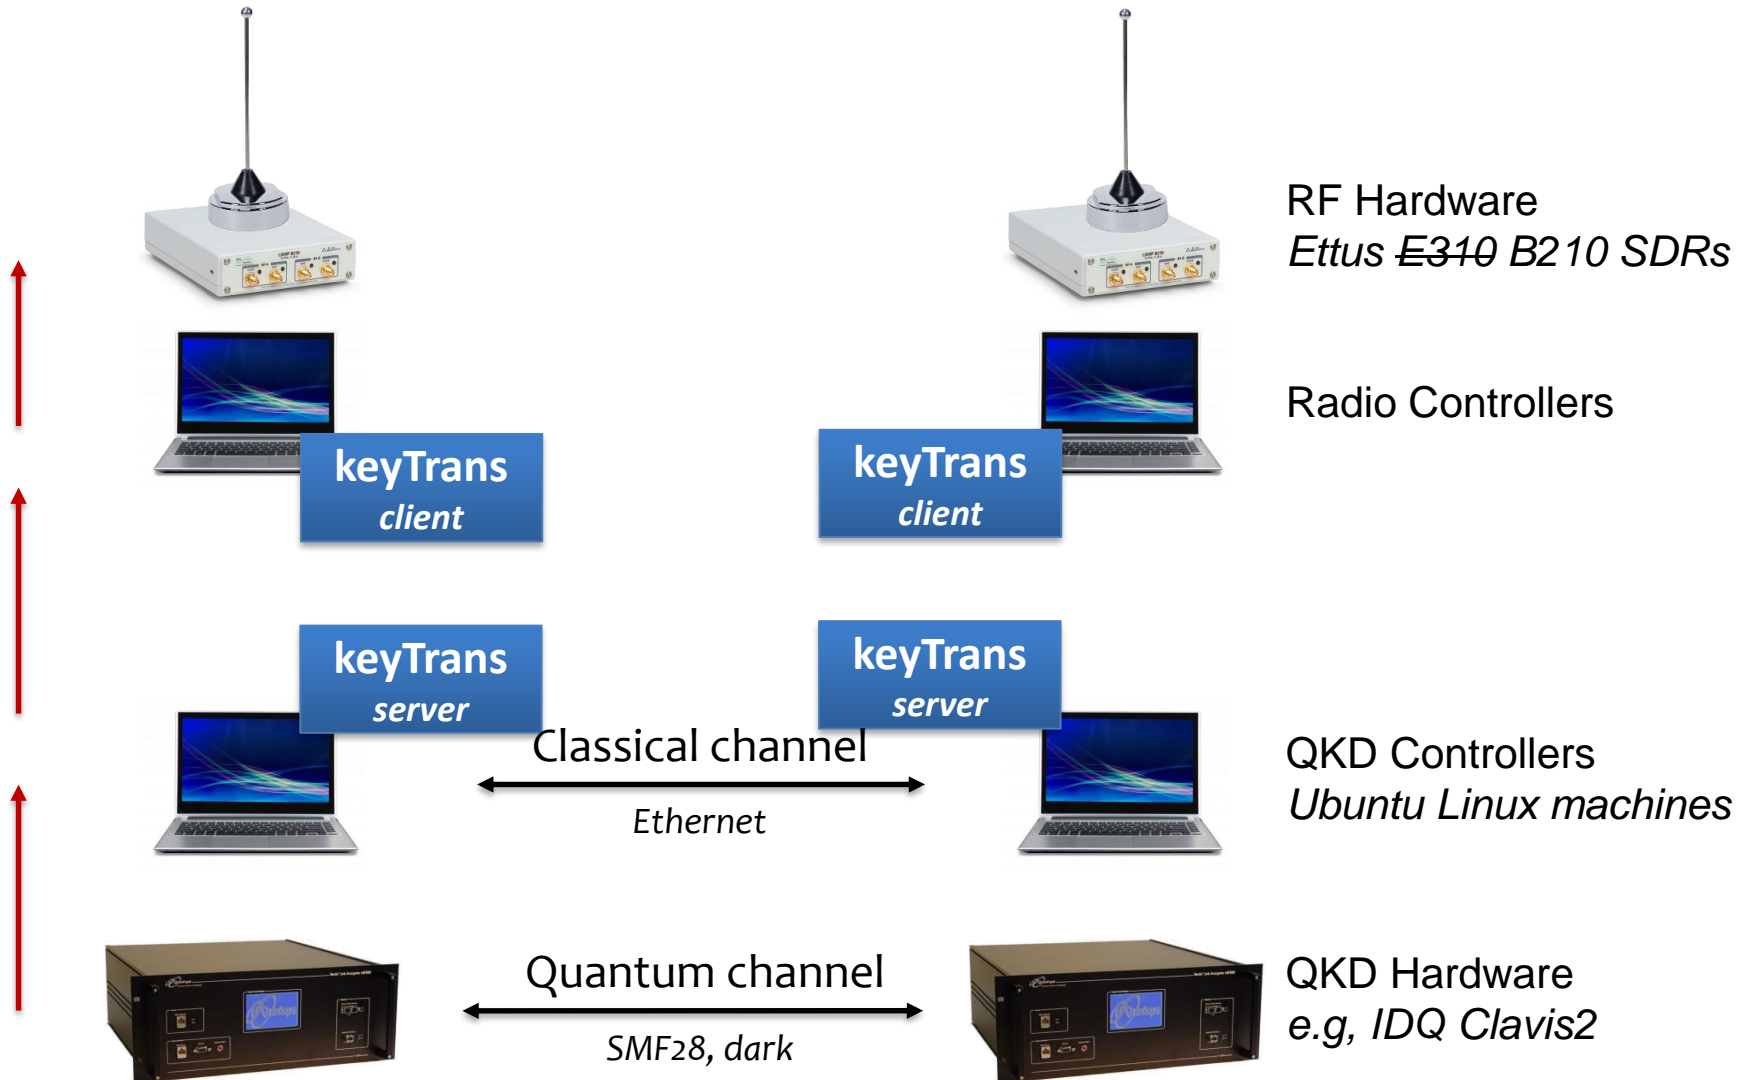 RF Hardware
Ettus E310 B210 SDRs
Radio Controllers
keyTrans
client
keyTrans
client
keyTrans
server
keyTrans
server
Classical channel
Ethernet
QKD Controllers
Ubuntu Linux machines
Quantum channel
SMF28, dark
QKD Hardware
e.g, IDQ Clavis2